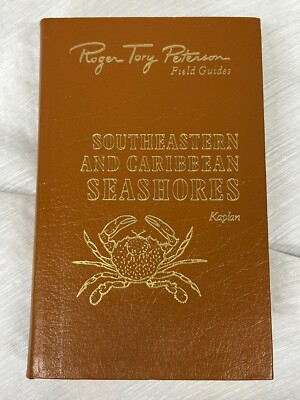 Roger Tory Peterson
Field Guides
SOUTHEASTERN
AND CARIBBEAN
SEASHORES
Kaplan